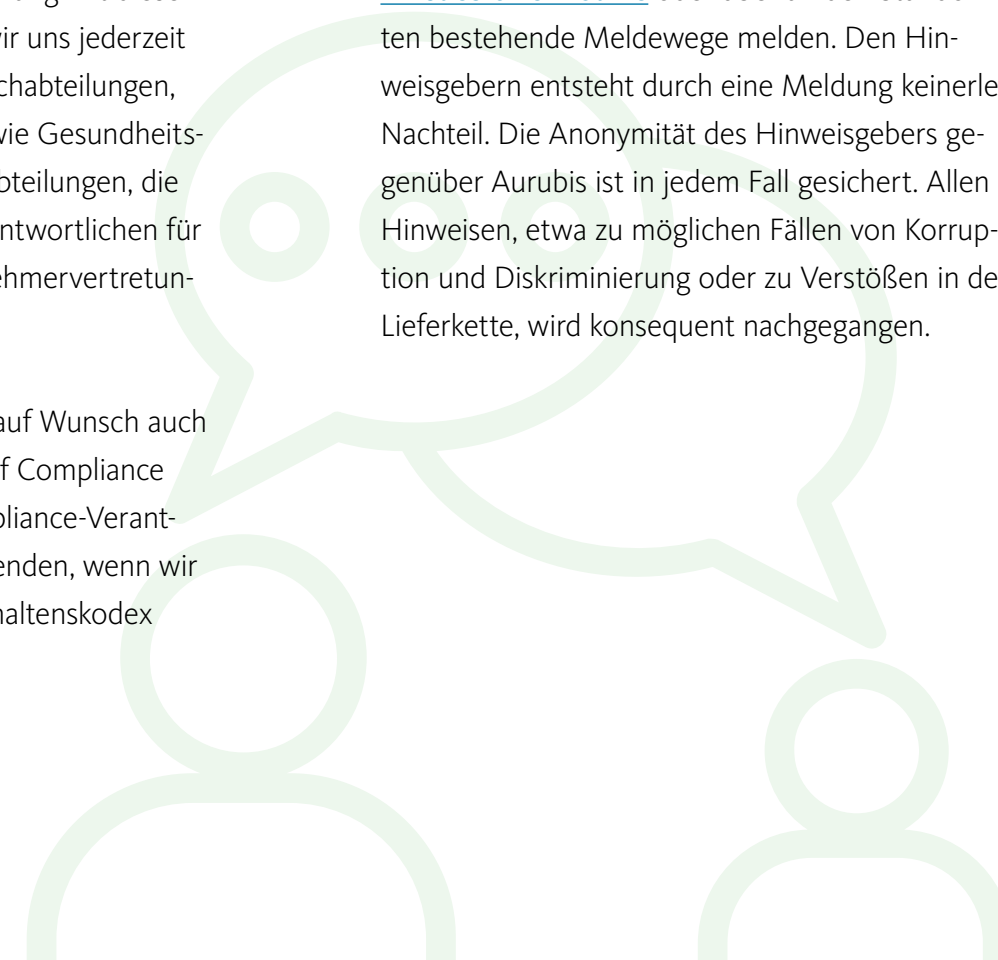 wir uns jederzeit
chabteilungen,
wie Gesundheits-
bteilungen, die
ntwortlichen für
ehmervertretun-
auf Wunsch auch
f Compliance
pliance-Verant-
enden, wenn wir
haltenskodex
ten bestehende Meldewege melden. Den Hin-
weisgebern entsteht durch eine Meldung keinerle
Nachteil. Die Anonymität des Hinweisgebers ge-
genüber Aurubis ist in jedem Fall gesichert. Allen
Hinweisen, etwa zu möglichen Fällen von Korrup-
tion und Diskriminierung oder zu Verstößen in de
Lieferkette, wird konsequent nachgegangen.